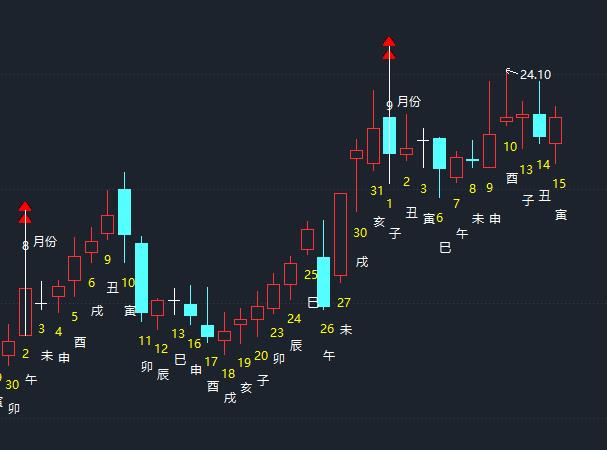 24.10
9 月份
8 月份
30
卯
2
午
3
未
4
申
5
酉
6
戌
9
丑
10
寅
11
卯
12
辰
13
巳
16
申
17
酉
18
戌
19
亥
20
子
23
卯
24
辰
25
巳
26
午
27
未
30
戌
31
亥
1
子
2
丑
3
寅
6
巳
7
午
8
未
9
申
10
酉
13
子
14
丑
15
寅